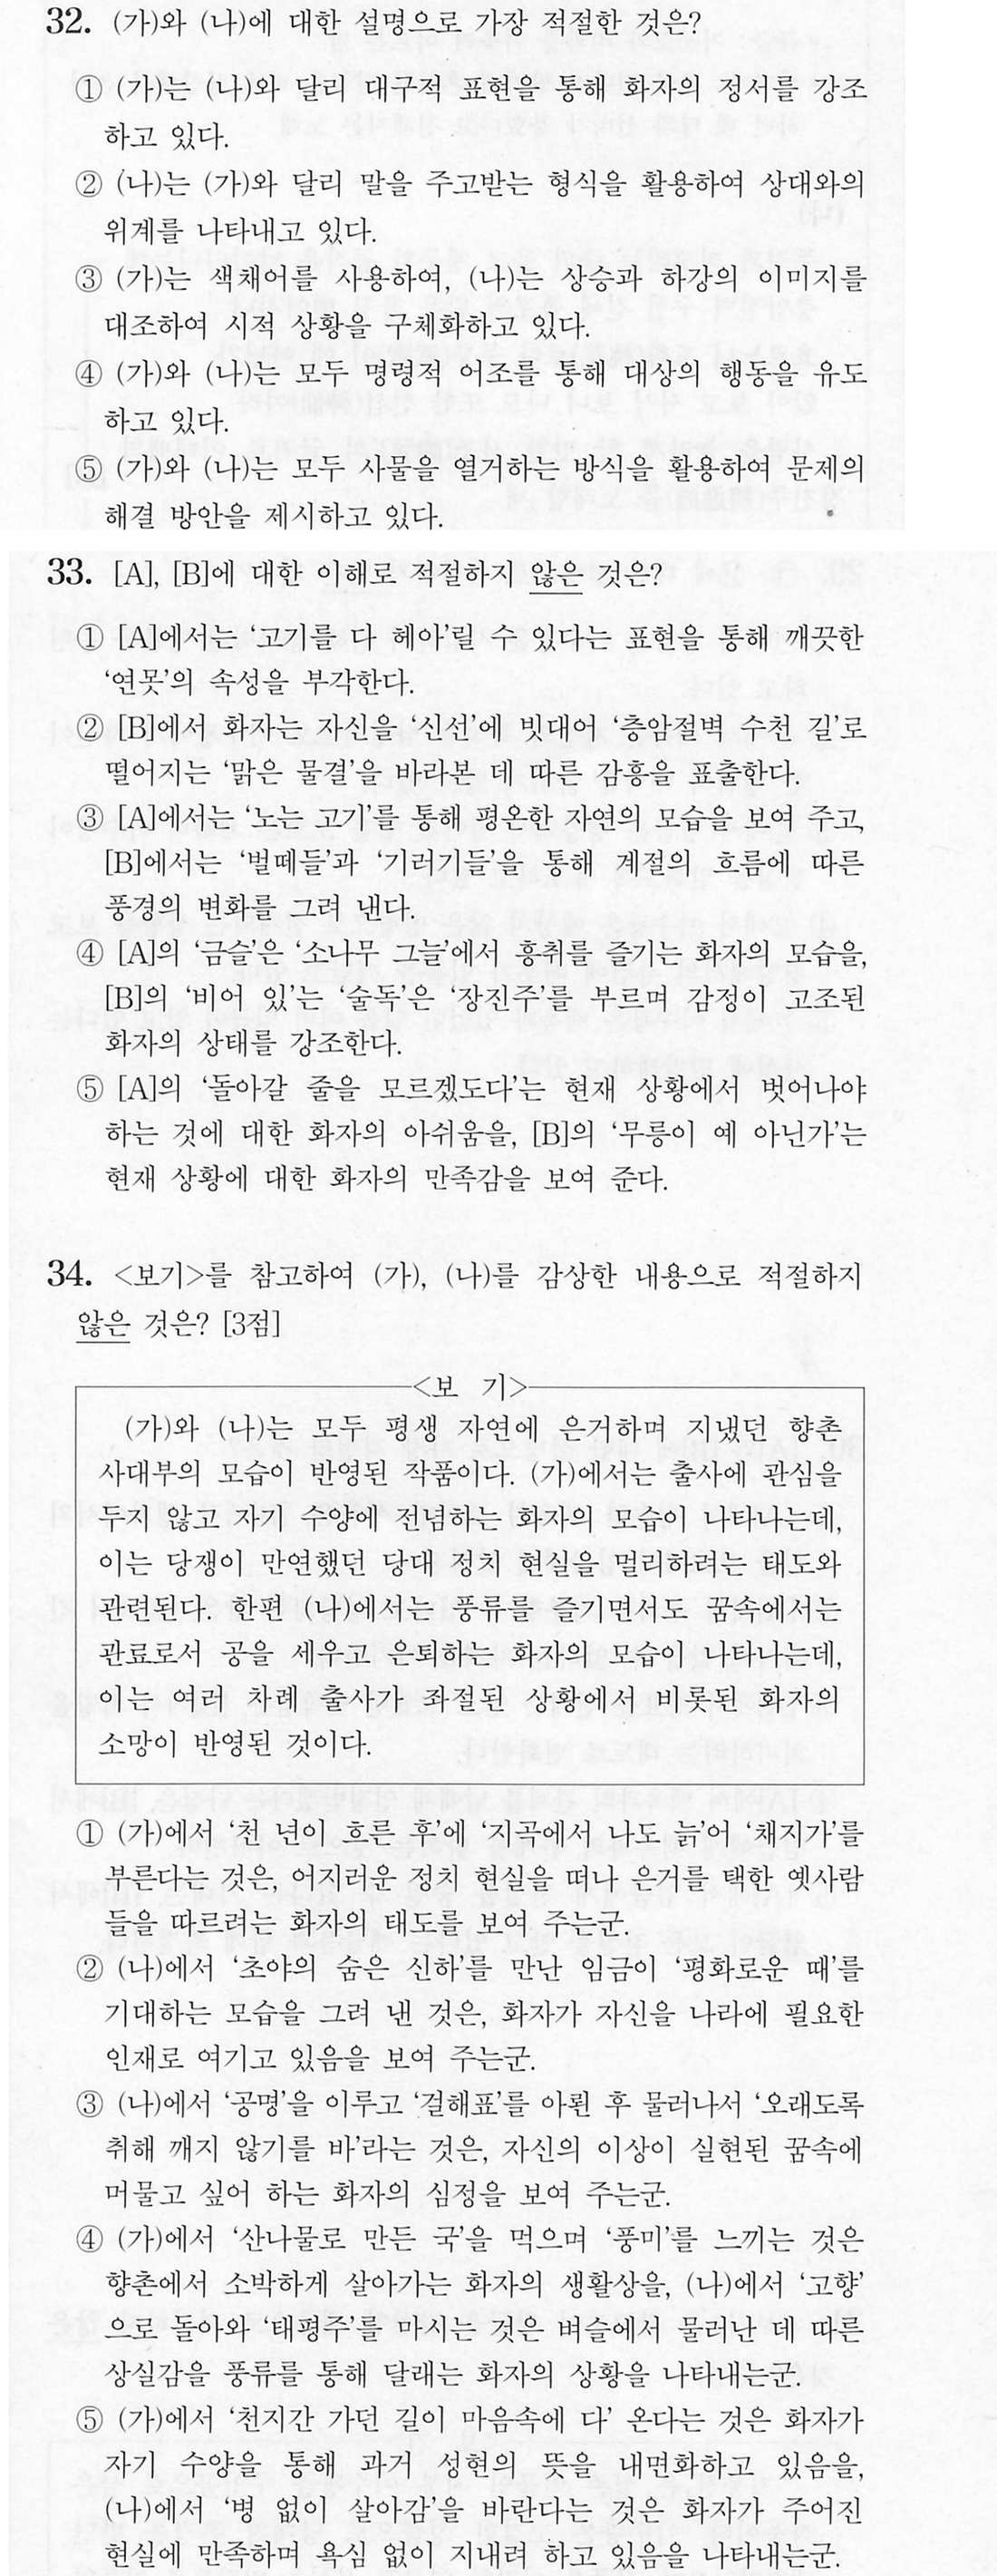 32. (가)와 (나)에 대한 설명으로 가장 적절한 것은?
① (가)는 (나)와 달리 대구적 표현을 통해 화자의 정서를 강조
하고 있다.
② (나)는 (가)와 달리 말을 주고받는 형식을 활용하여 상대와의
위계를 나타내고 있다.
③ (가)는 색채어를 사용하여, (나)는 상승과 하강의 이미지를
대조하여 시적 상황을 구체화하고 있다.
④ (가)와 (나)는 모두 명령적 어조를 통해 대상의 행동을 유도
하고 있다.
⑤ (가)와 (나)는 모두 사물을 열거하는 방식을 활용하여 문제의
해결 방안을 제시하고 있다.
33. [A], [B]에 대한 이해로 적절하지 않은 것은?
① [A]에서는 ‘고기를 다 헤아’릴 수 있다는 표현을 통해 깨끗한
‘연못’의 속성을 부각한다.
② [B]에서 화자는 자신을 ‘신선’에 빗대어 ‘층암절벽 수천 길’로
떨어지는 ‘맑은 물결’을 바라본 데 따른 감흥을 표출한다.
③ [A]에서는 ‘노는 고기’를 통해 평온한 자연의 모습을 보여 주고,
[B]에서는 ‘벌떼들’과 ‘기러기들’을 통해 계절의 흐름에 따른
풍경의 변화를 그려 낸다.
④ [A]의 ‘금슬’은 ‘소나무 그늘’에서 흥취를 즐기는 화자의 모습을,
[B]의 ‘비어 있’는 ‘술독’은 ‘장진주’를 부르며 감정이 고조된
화자의 상태를 강조한다.
⑤ [A]의 ‘돌아갈 줄을 모르겠도다’는 현재 상황에서 벗어나야
하는 것에 대한 화자의 아쉬움을, [B]의 ‘무릉이 예 아닌가’는
현재 상황에 대한 화자의 만족감을 보여 준다.
34. <보기>를 참고하여 (가), (나)를 감상한 내용으로 적절하지
않은 것은? [3점]
<보 기>
(가)와 (나)는 모두 평생 자연에 은거하며 지냈던 향촌
사대부의 모습이 반영된 작품이다. (가)에서는 출사에 관심을
두지 않고 자기 수양에 전념하는 화자의 모습이 나타나는데,
이는 당쟁이 만연했던 당대 정치 현실을 멀리하려는 태도와
관련된다. 한편 (나)에서는 풍류를 즐기면서도 꿈속에서는
관료로서 공을 세우고 은퇴하는 화자의 모습이 나타나는데,
이는 여러 차례 출사가 좌절된 상황에서 비롯된 화자의
소망이 반영된 것이다.
① (가)에서 ‘천 년이 흐른 후’에 ‘지곡에서 나도 늙’어 ‘채지가’를
부른다는 것은, 어지러운 정치 현실을 떠나 은거를 택한 옛사람
들을 따르려는 화자의 태도를 보여 주는군.
② (나)에서 ‘초야의 숨은 신하’를 만난 임금이 ‘평화로운 때’를
기대하는 모습을 그려 낸 것은, 화자가 자신을 나라에 필요한
인재로 여기고 있음을 보여 주는군.
③ (나)에서 ‘공명’을 이루고 ‘걸해표’를 아뢴 후 물러나서 ‘오래도록
취해 깨지 않기를 바’라는 것은, 자신의 이상이 실현된 꿈속에
머물고 싶어 하는 화자의 심정을 보여 주는군.
④ (가)에서 ‘산나물로 만든 국’을 먹으며 ‘풍미’를 느끼는 것은
향촌에서 소박하게 살아가는 화자의 생활상을, (나)에서 ‘고향’
으로 돌아와 ‘태평주’를 마시는 것은 벼슬에서 물러난 데 따른
상실감을 풍류를 통해 달래는 화자의 상황을 나타내는군.
⑤ (가)에서 ‘천지간 가던 길이 마음속에 다’ 온다는 것은 화자가
자기 수양을 통해 과거 성현의 뜻을 내면화하고 있음을,
(나)에서 ‘병 없이 살아감’을 바란다는 것은 화자가 주어진
현실에 만족하며 욕심 없이 지내려 하고 있음을 나타내는군.